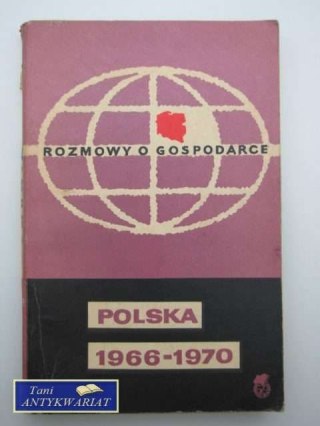 ROZMOWY O GOSPODARCE
POLSKA
1966-1970
Tani
ANTYKWARIAT